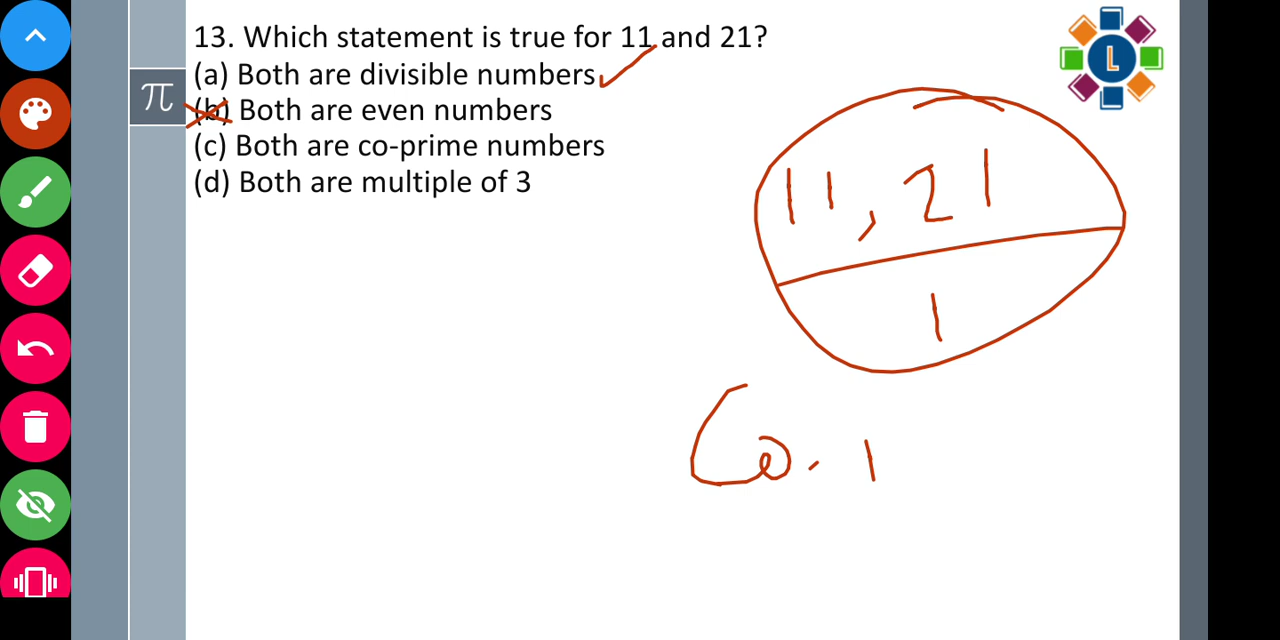 13. Which statement is true for 11 and 21?
(a) Both are divisible numbers
π
(b) Both are even numbers
(c) Both are co-prime numbers
(d) Both are multiple of 3
L
11, 21
1
Co. 1